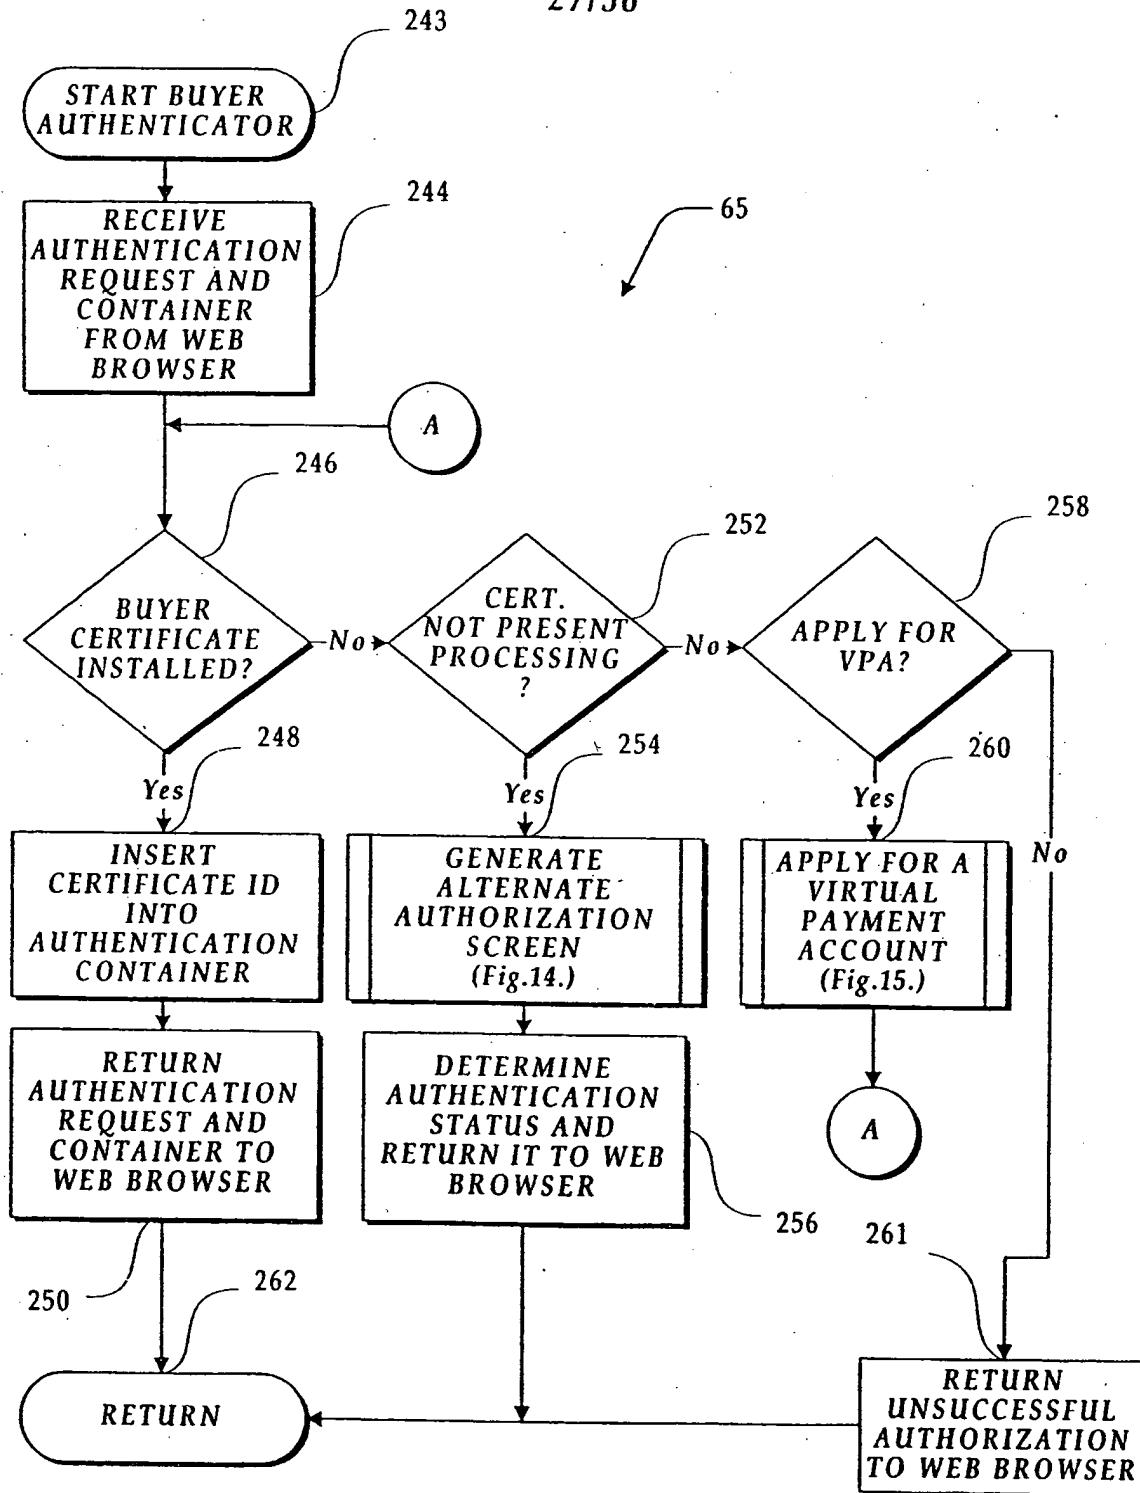 243
START BUYER
AUTHENTICATOR
244
RECEIVE
AUTHENTICATION
REQUEST AND
CONTAINER
FROM WEB
BROWSER
65
A
246
BUYER
CERTIFICATE
INSTALLED?
No
252
CERT.
NOT PRESENT
PROCESSING
?
No
258
APPLY FOR
VPA?
No
Yes
248
INSERT
CERTIFICATE ID
INTO
AUTHENTICATION
CONTAINER
Yes
254
GENERATE
ALTERNATE
AUTHORIZATION
SCREEN
(Fig.14.)
Yes
260
APPLY FOR A
VIRTUAL
PAYMENT
ACCOUNT
(Fig.15.)
RETURN
AUTHENTICATION
REQUEST AND
CONTAINER TO
WEB BROWSER
250
DETERMINE
AUTHENTICATION
STATUS AND
RETURN IT TO WEB
BROWSER
256
A
261
262
RETURN
RETURN
UNSUCCESSFUL
AUTHORIZATION
TO WEB BROWSER